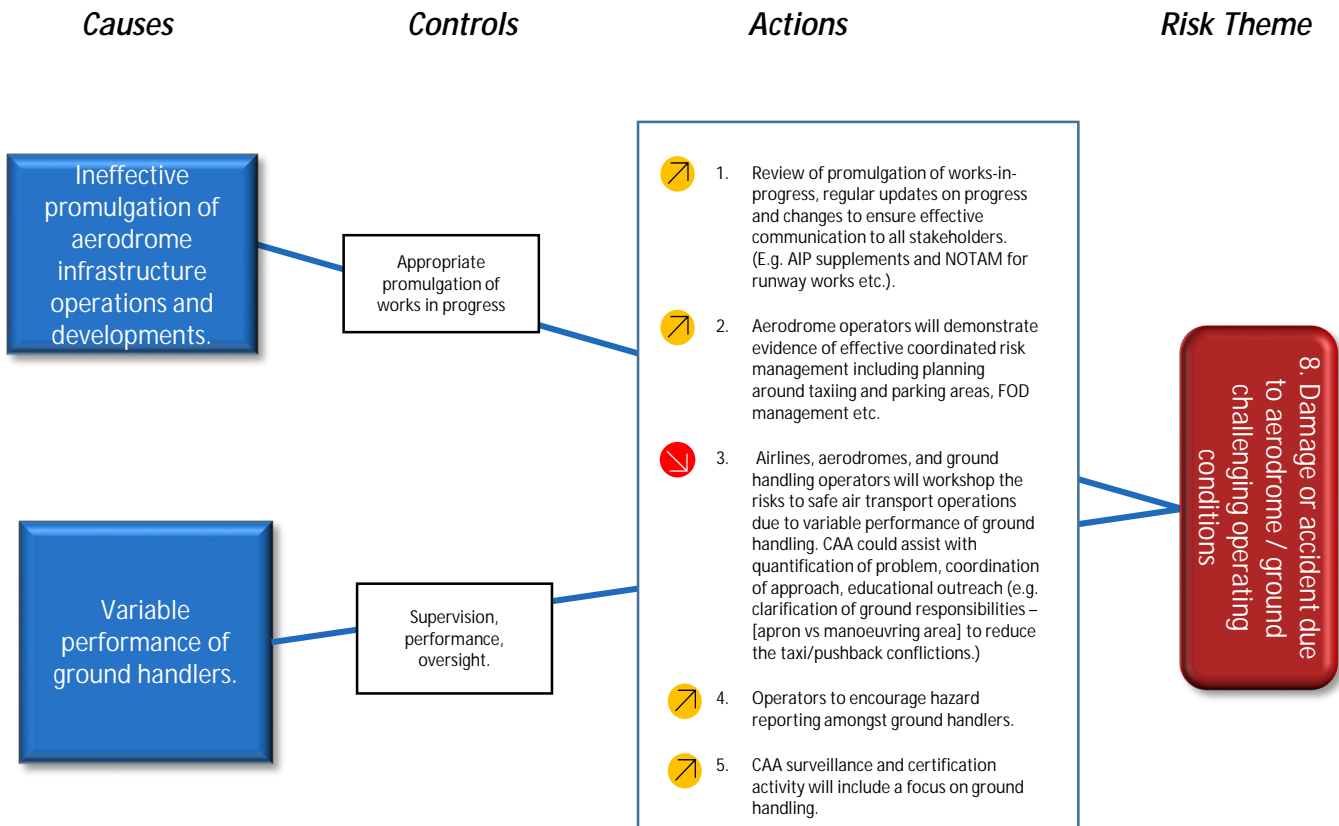 Causes
Controls
Actions
Risk Theme
Ineffective
promulgation of
aerodrome
infrastructure
operations and
developments.
Variable
performance of
ground handlers.
Appropriate
promulgation of
works in progress
Supervision,
performance,
oversight.
1. Review of promulgation of works-in-
progress, regular updates on progress
and changes to ensure effective
communication to all stakeholders.
(E.g. AIP supplements and NOTAM for
runway works etc.).
2. Aerodrome operators will demonstrate
evidence of effective coordinated risk
management including planning
around taxiing and parking areas, FOD
management etc.
3. Airlines, aerodromes, and ground
handling operators will workshop the
risks to safe air transport operations
due to variable performance of ground
handling. CAA could assist with
quantification of problem, coordination
of approach, educational outreach (e.g.
clarification of ground responsibilities –
[apron vs manoeuvring area] to reduce
the taxi/pushback conflictions.)
4. Operators to encourage hazard
reporting amongst ground handlers.
5. CAA surveillance and certification
activity will include a focus on ground
handling.
8. Damage or accident due
to aerodrome / ground
challenging operating
conditions